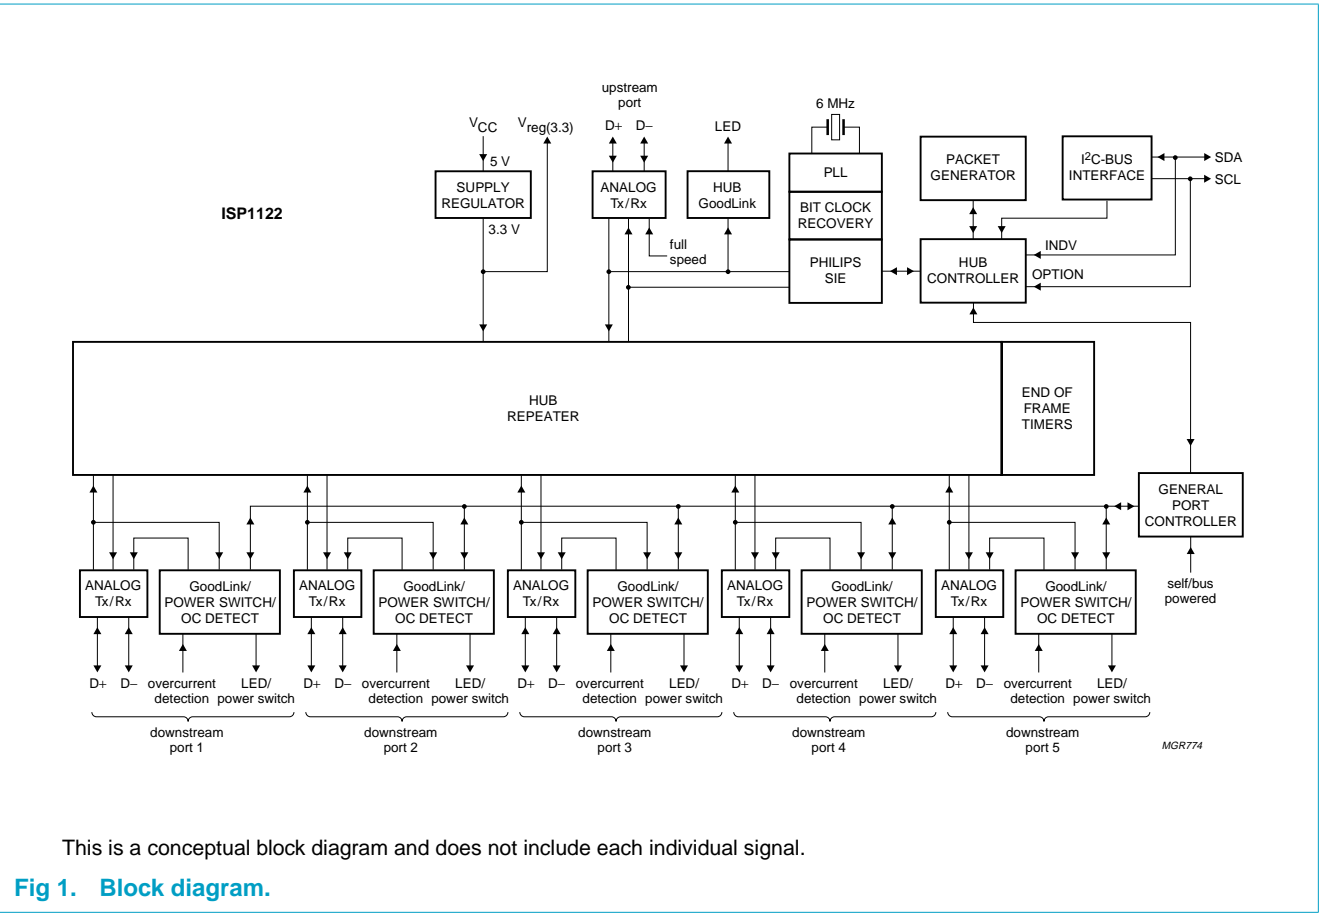 upstream
port
6 MHz
VCC
Vreg(3.3)
D+
D−
LED
5 V
SUPPLY
REGULATOR
3.3 V
ANALOG
Tx/Rx
HUB
GoodLink
full
speed
PLL
BIT CLOCK
RECOVERY
PHILIPS
SIE
PACKET
GENERATOR
I2C-BUS
INTERFACE
SDA
SCL
HUB
CONTROLLER
INDV
OPTION
ISP1122
HUB
REPEATER
END OF
FRAME
TIMERS
GENERAL
PORT
CONTROLLER
self/bus
powered
ANALOG
Tx/Rx
GoodLink/
POWER SWITCH/
OC DETECT
D+
D−
overcurrent
detection
LED/
power switch
downstream
port 1
ANALOG
Tx/Rx
GoodLink/
POWER SWITCH/
OC DETECT
D+
D−
overcurrent
detection
LED/
power switch
downstream
port 2
ANALOG
Tx/Rx
GoodLink/
POWER SWITCH/
OC DETECT
D+
D−
overcurrent
detection
LED/
power switch
downstream
port 3
ANALOG
Tx/Rx
GoodLink/
POWER SWITCH/
OC DETECT
D+
D−
overcurrent
detection
LED/
power switch
downstream
port 4
ANALOG
Tx/Rx
GoodLink/
POWER SWITCH/
OC DETECT
D+
D−
overcurrent
detection
LED/
power switch
downstream
port 5
MGR774
This is a conceptual block diagram and does not include each individual signal.
Fig 1. Block diagram.